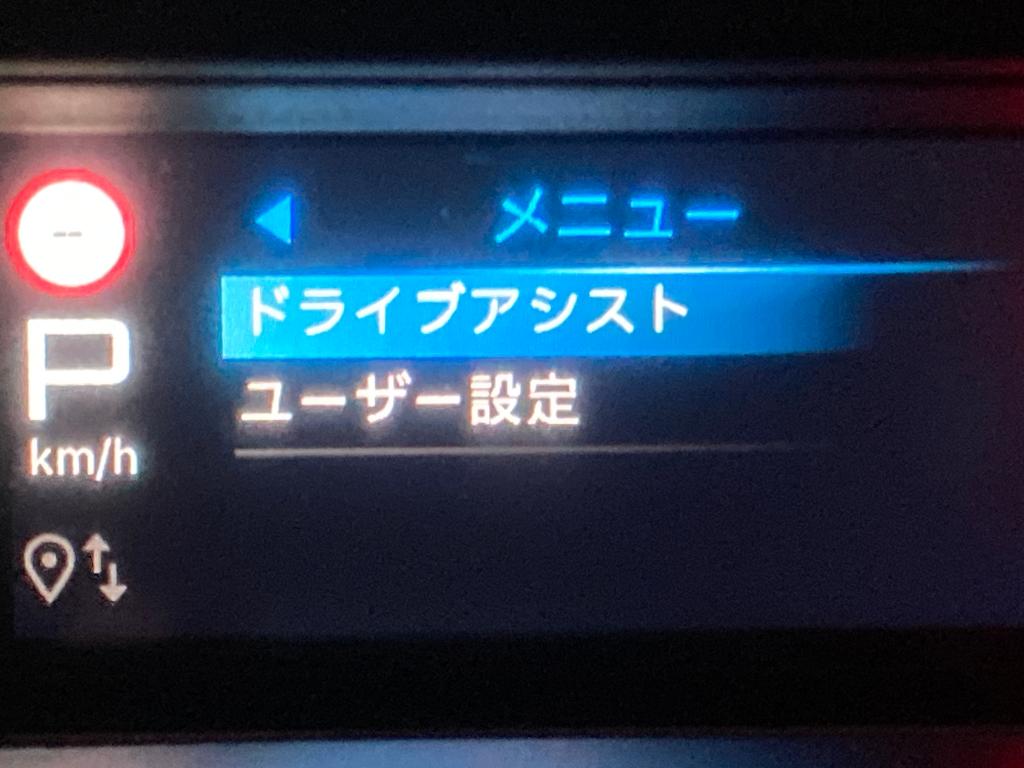 メニュー
ドライブアシスト
ユーザー設定
--
P
km/h